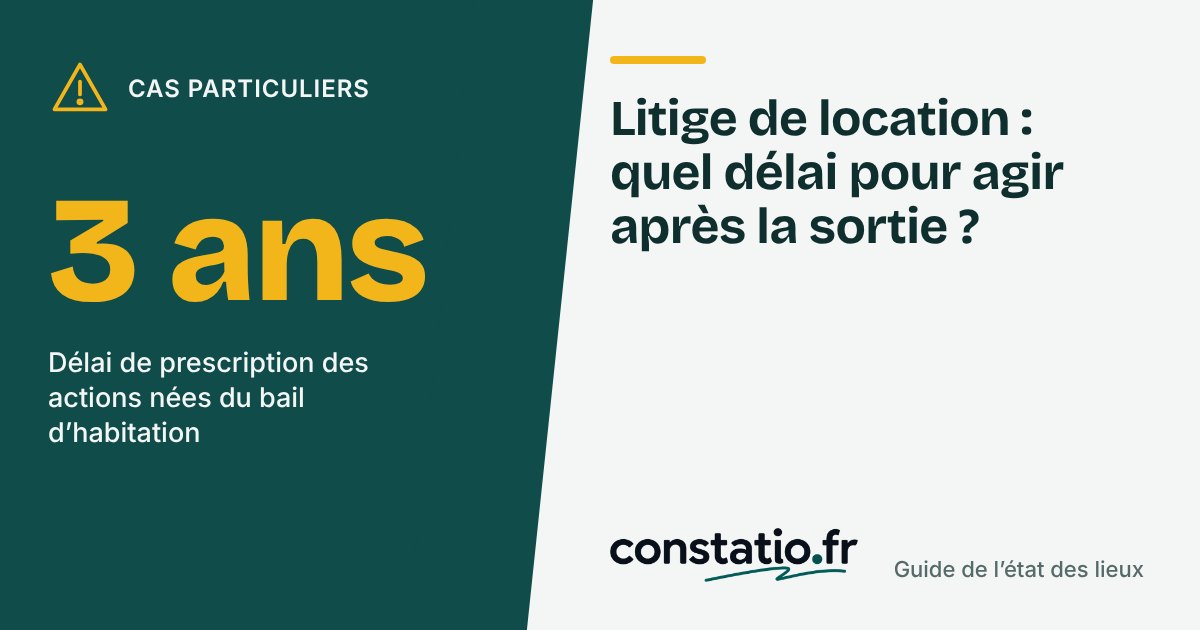 CAS PARTICULIERS
3 ans
Délai de prescription des
actions nées du bail
d’habitation
Litige de location :
quel délai pour agir
après la sortie ?
constatio.fr
Guide de l’état des lieux